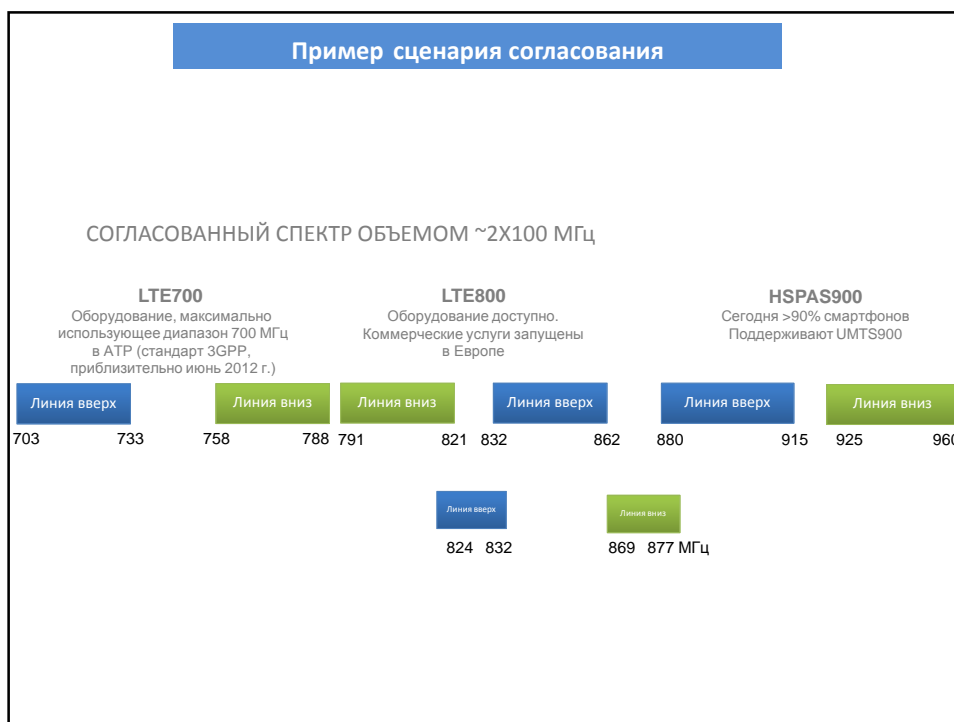 Пример сценария согласования
СОГЛАСОВАННЫЙ СПЕКТР ОБЪЕМОМ ~2X100 МГц
LTE700
Оборудование, максимально
использующее диапазон 700 МГц
в АТР (стандарт 3GPP,
приблизительно июнь 2012 г.)
LTE800
Оборудование доступно.
Коммерческие услуги запущены
в Европе
HSPAS900
Сегодня >90% смартфонов
Поддерживают UMTS900
Линия вверх
Линия вниз
Линия вниз
Линия вверх
Линия вверх
Линия вниз
703 733 758 788 791 821 832 862 880 915 925 960
Линия вверх
Линия вниз
824 832 869 877 МГц